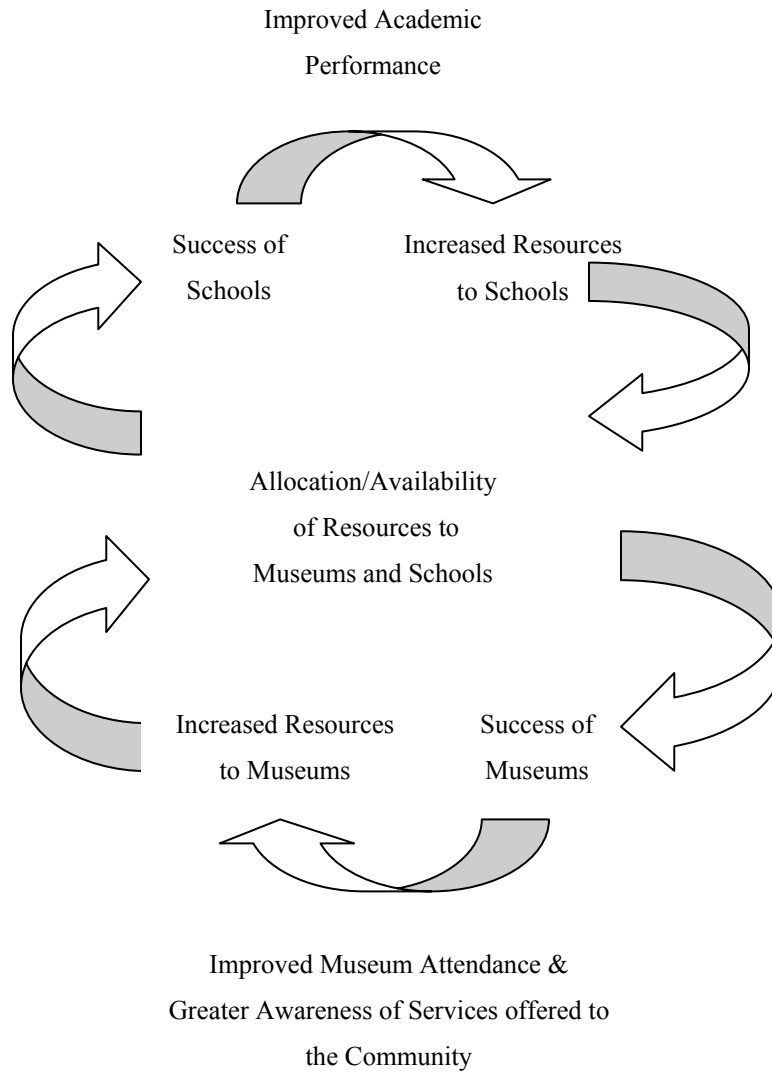 Improved Academic
Performance
Success of
Schools
Increased Resources
to Schools
Allocation/Availability
of Resources to
Museums and Schools
Increased Resources
to Museums
Success of
Museums
Improved Museum Attendance &
Greater Awareness of Services offered to
the Community